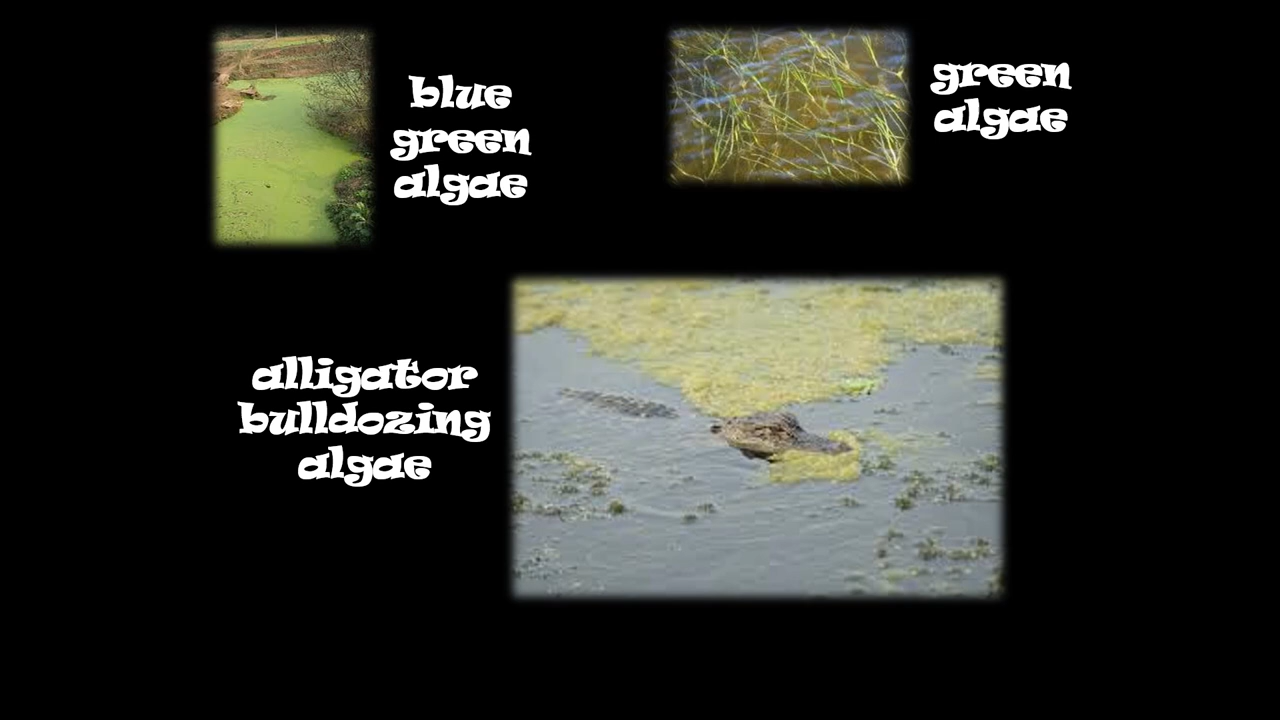 blue
green
algae
green
algae
alligator
bulldozing
algae